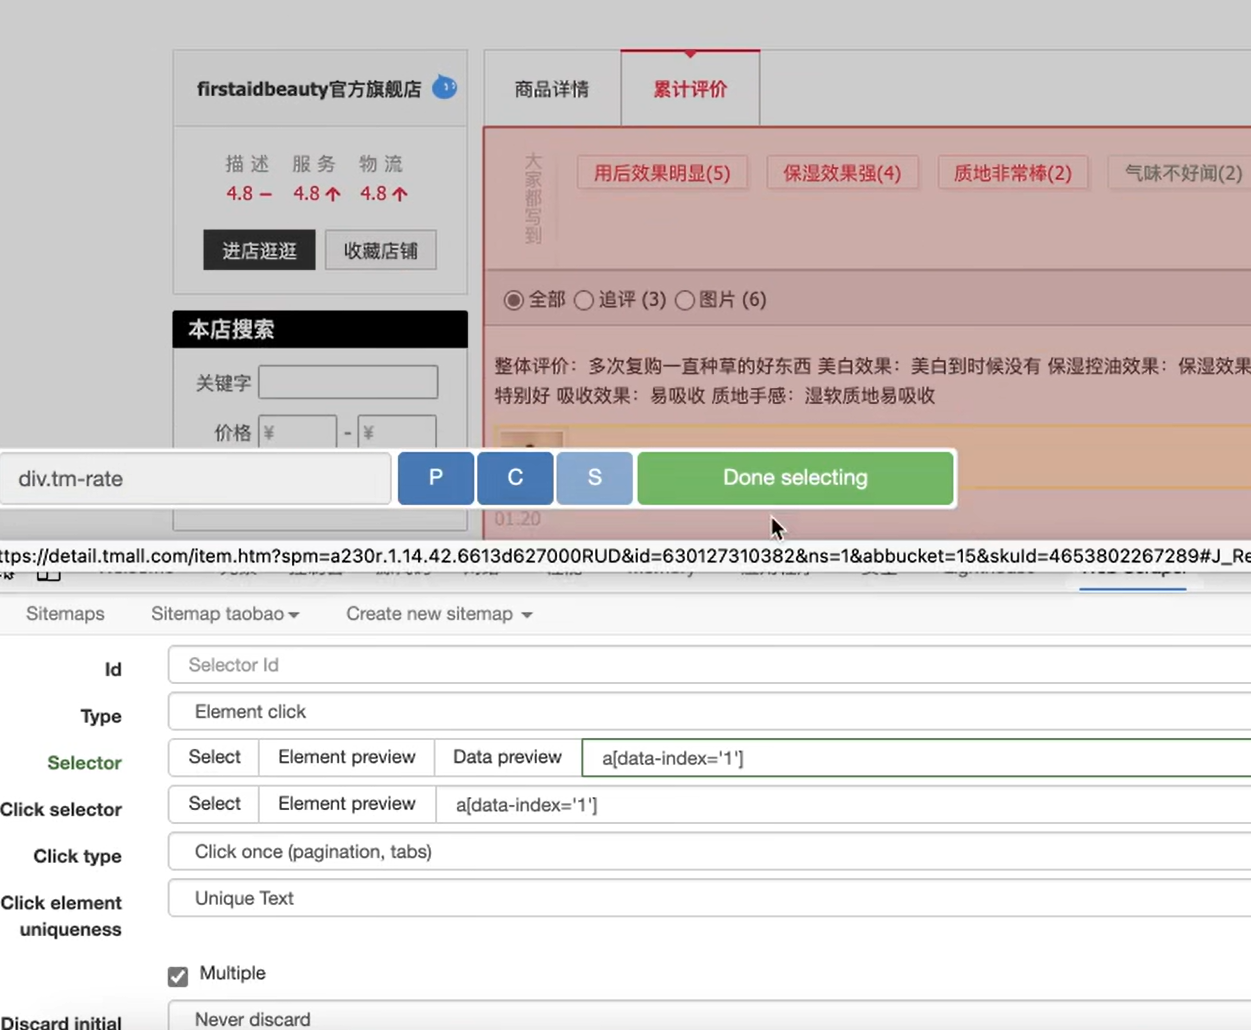 firstaidbeauty官方旗舰店
商品详情
累计评价
描 述 服 务 物 流
4.8 4.8 4.8
进店逛逛 收藏店铺
大家都写到
用后效果明显(5) 保湿效果强(4) 质地非常棒(2) 气味不好闻(2)
全部 追评 (3) 图片 (6)
本店搜索
关键字
价格 ¥ - ¥
整体评价：多次复购一直种草的好东西 美白效果：美白到时候没有 保湿控油效果：保湿效果
特别好 吸收效果：易吸收 质地手感：湿软质地易吸收
div.tm-rate P C S Done selecting
01.20
ttps://detail.tmall.com/item.htm?spm=a230r.1.14.42.6613d627000RUD&id=630127310382&ns=1&abbucket=15&skuId=4653802267289#J_Re
Sitemaps Sitemap taobao Create new sitemap
Id Selector Id
Type Element click
Selector Select Element preview Data preview a[data-index='1']
Click selector Select Element preview a[data-index='1']
Click type Click once (pagination, tabs)
Click element uniqueness Unique Text
Multiple
Discard initial Never discard